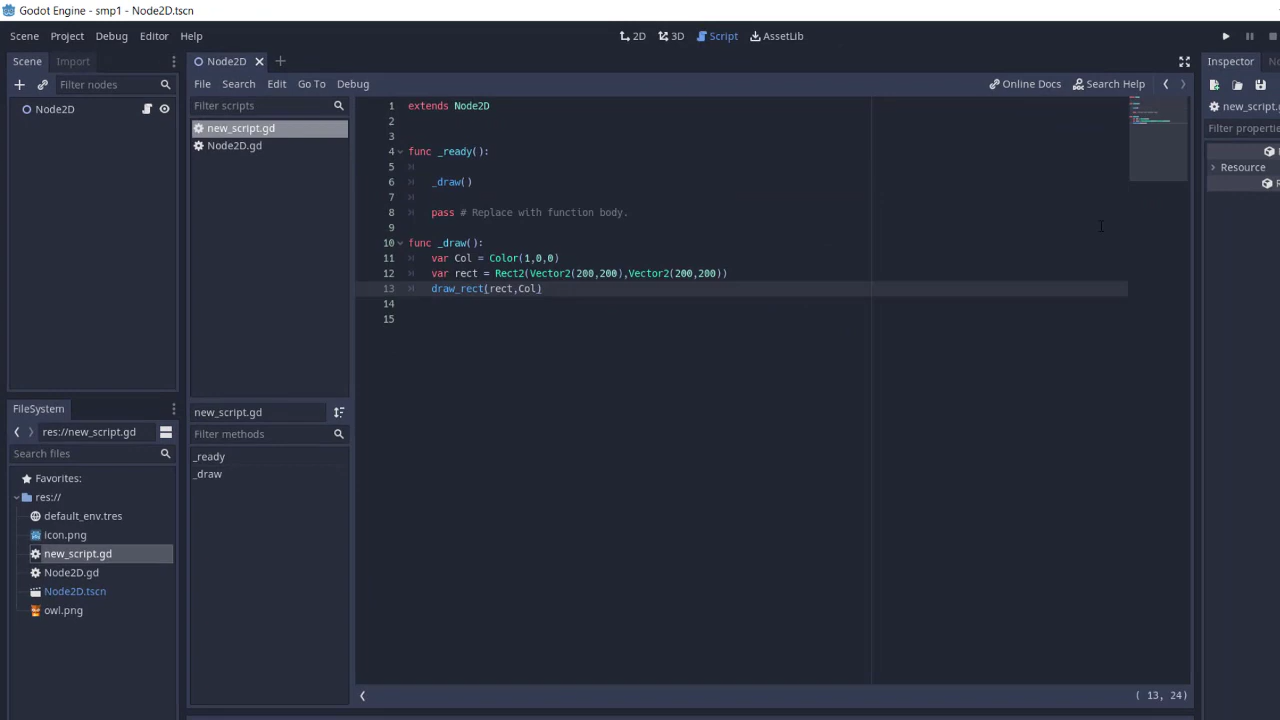 Godot Engine - smp1 - Node2D.tscn
Scene Project Debug Editor Help
2D 3D Script AssetLib
Scene Import
Filter nodes
Node2D
Node2D
File Search Edit Go To Debug
Online Docs Search Help
Filter scripts
new_script.gd
Node2D.gd
new_script.gd
Filter methods
_ready
_draw
1 extends Node2D
2
3
4 func _ready():
5
6 _draw()
7
8 pass # Replace with function body.
9
10 func _draw():
11 var Col = Color(1,0,0)
12 var rect = Rect2(Vector2(200,200),Vector2(200,200))
13 draw_rect(rect,Col)
14
15
( 13, 24)
FileSystem
res://new_script.gd
Search files
Favorites:
res://
default_env.tres
icon.png
new_script.gd
Node2D.gd
Node2D.tscn
owl.png
Inspector
new_script.g
Filter properti
Resource